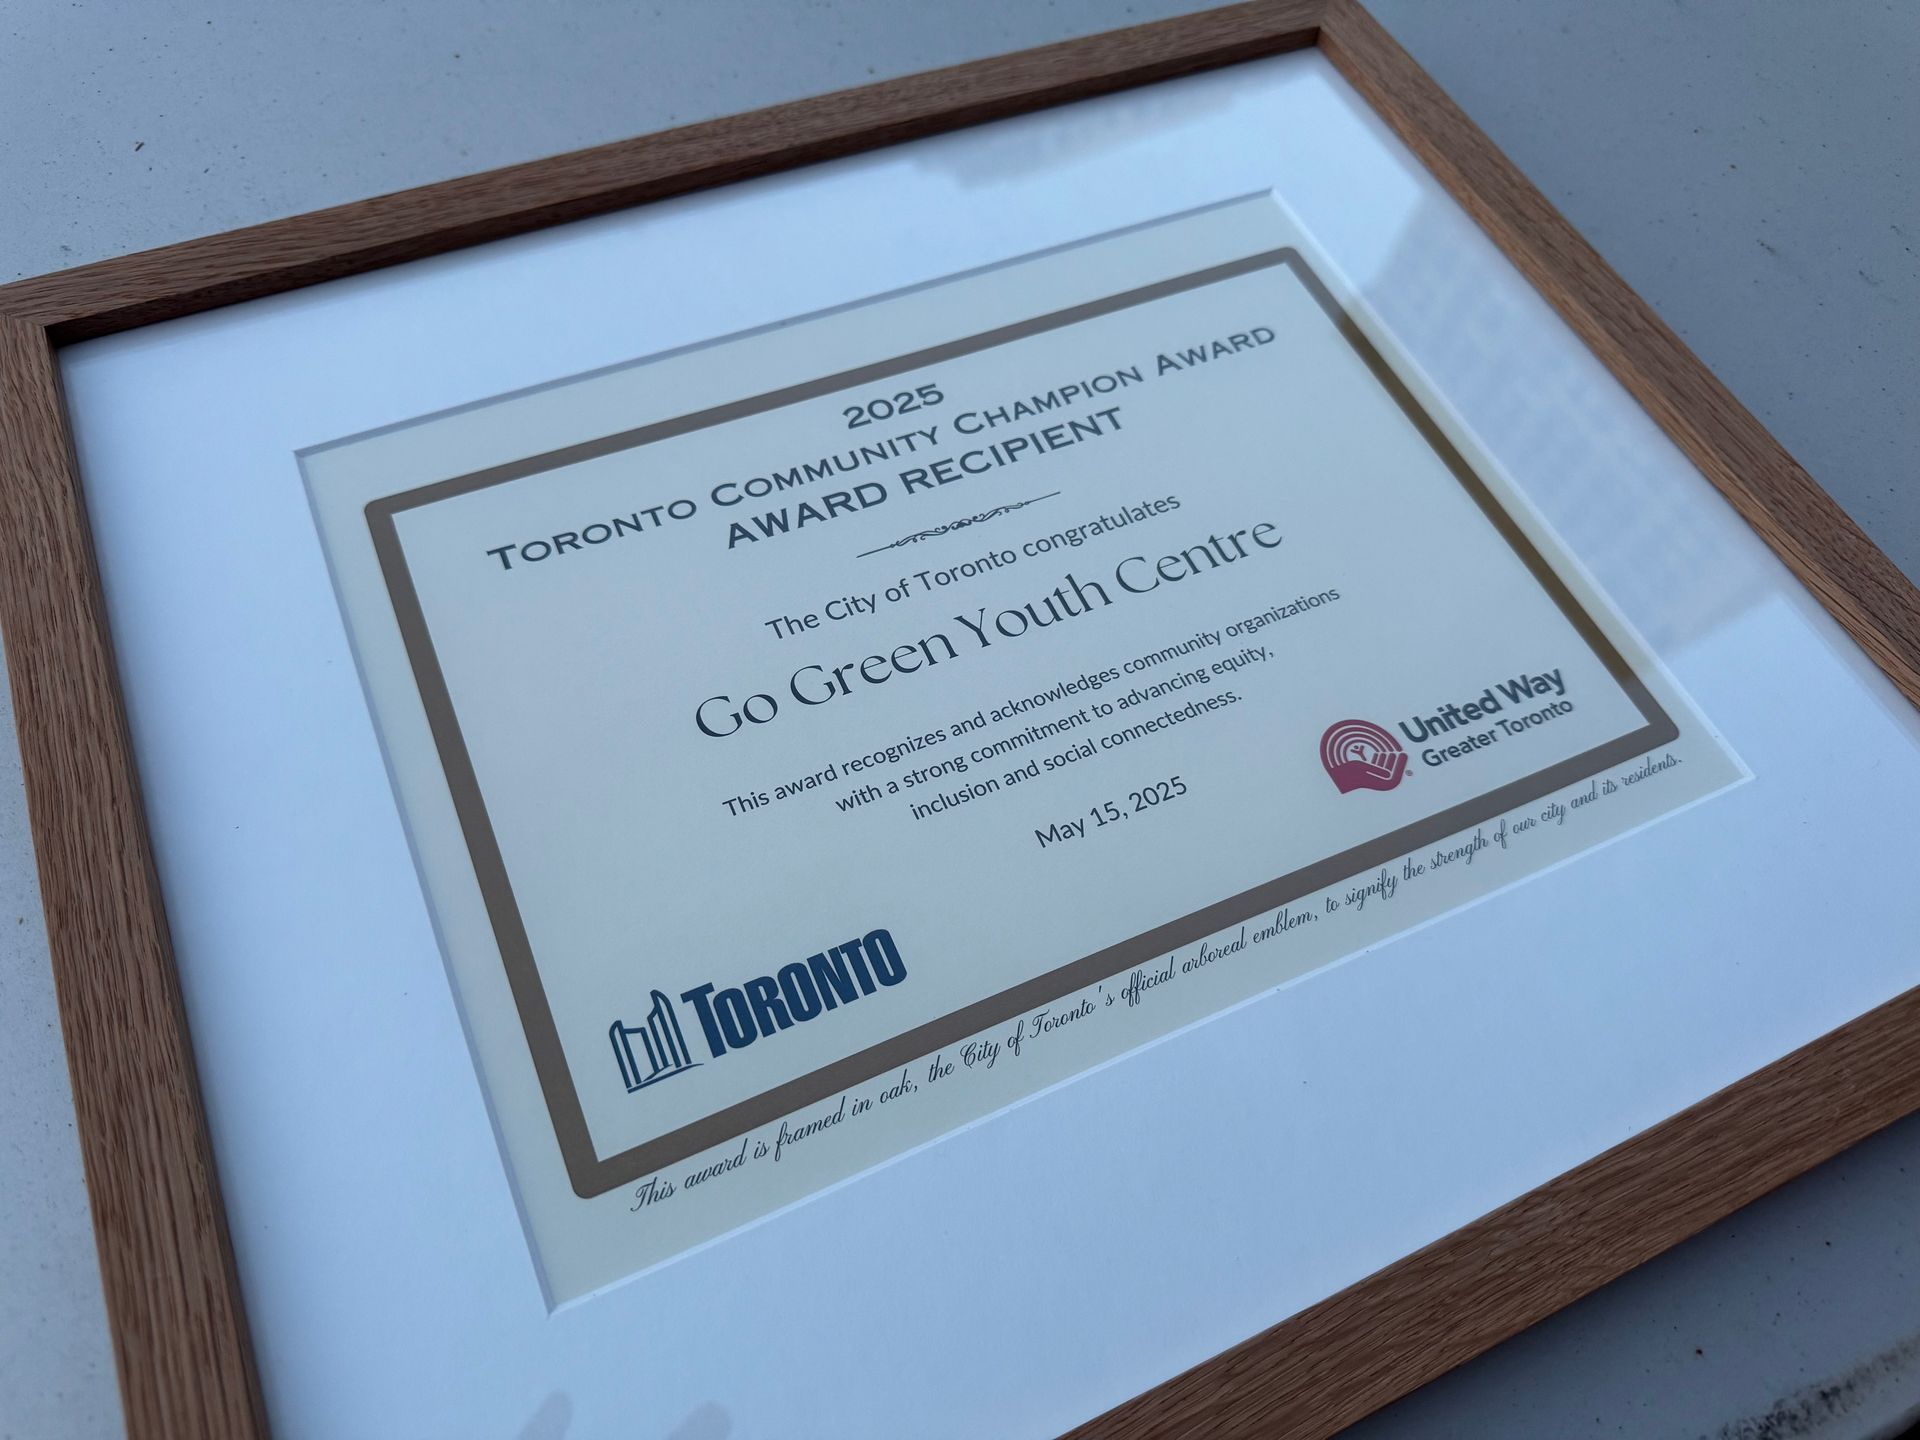 2025
TORONTO COMMUNITY CHAMPION AWARD
AWARD RECIPIENT
The City of Toronto congratulates
Go Green Youth Centre
This award recognizes and acknowledges community organizations
with a strong commitment to advancing equity,
inclusion and social connectedness.
May 15, 2025
United Way
Greater Toronto
TORONTO
This award is framed in oak, the City of Toronto's official arboreal emblem, to signify the strength of our city and its residents.